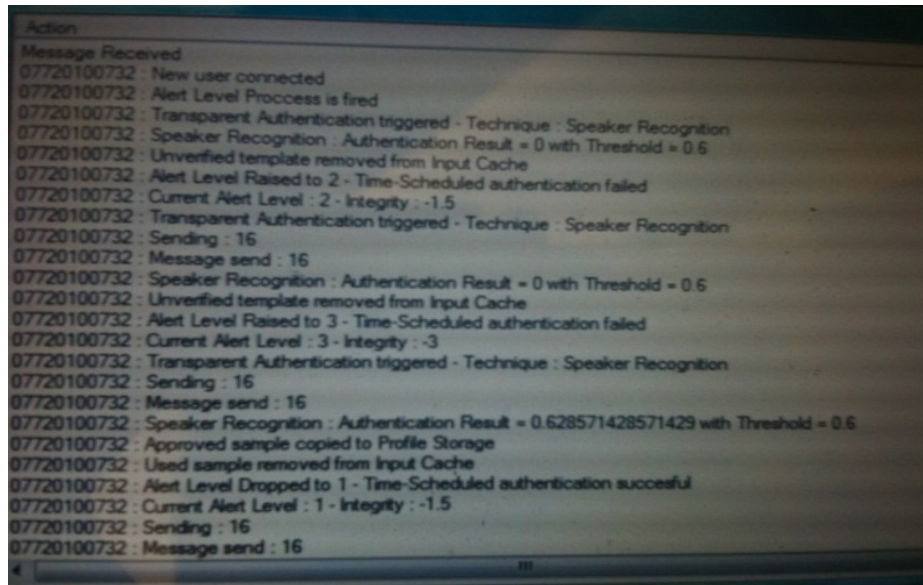 Action
Message Received
07720100732 : New user connected
07720100732 : Alert Level Proccess is fired
07720100732 : Transparent Authentication triggered - Technique : Speaker Recognition
07720100732 : Speaker Recognition : Authentication Result = 0 with Threshold = 0.6
07720100732 : Unverified template removed from Input Cache
07720100732 : Alert Level Raised to 2 - Time-Scheduled authentication failed
07720100732 : Current Alert Level : 2 - Integrity : -1.5
07720100732 : Transparent Authentication triggered - Technique : Speaker Recognition
07720100732 : Sending : 16
07720100732 : Message send : 16
07720100732 : Speaker Recognition : Authentication Result = 0 with Threshold = 0.6
07720100732 : Unverified template removed from Input Cache
07720100732 : Alert Level Raised to 3 - Time-Scheduled authentication failed
07720100732 : Current Alert Level : 3 - Integrity : -3
07720100732 : Transparent Authentication triggered - Technique : Speaker Recognition
07720100732 : Sending : 16
07720100732 : Message send : 16
07720100732 : Speaker Recognition : Authentication Result = 0.628571428571429 with Threshold = 0.6
07720100732 : Approved sample copied to Profile Storage
07720100732 : Used sample removed from Input Cache
07720100732 : Alert Level Dropped to 1 - Time-Scheduled authentication succesful
07720100732 : Current Alert Level : 1 - Integrity : -1.5
07720100732 : Sending : 16
07720100732 : Message send : 16